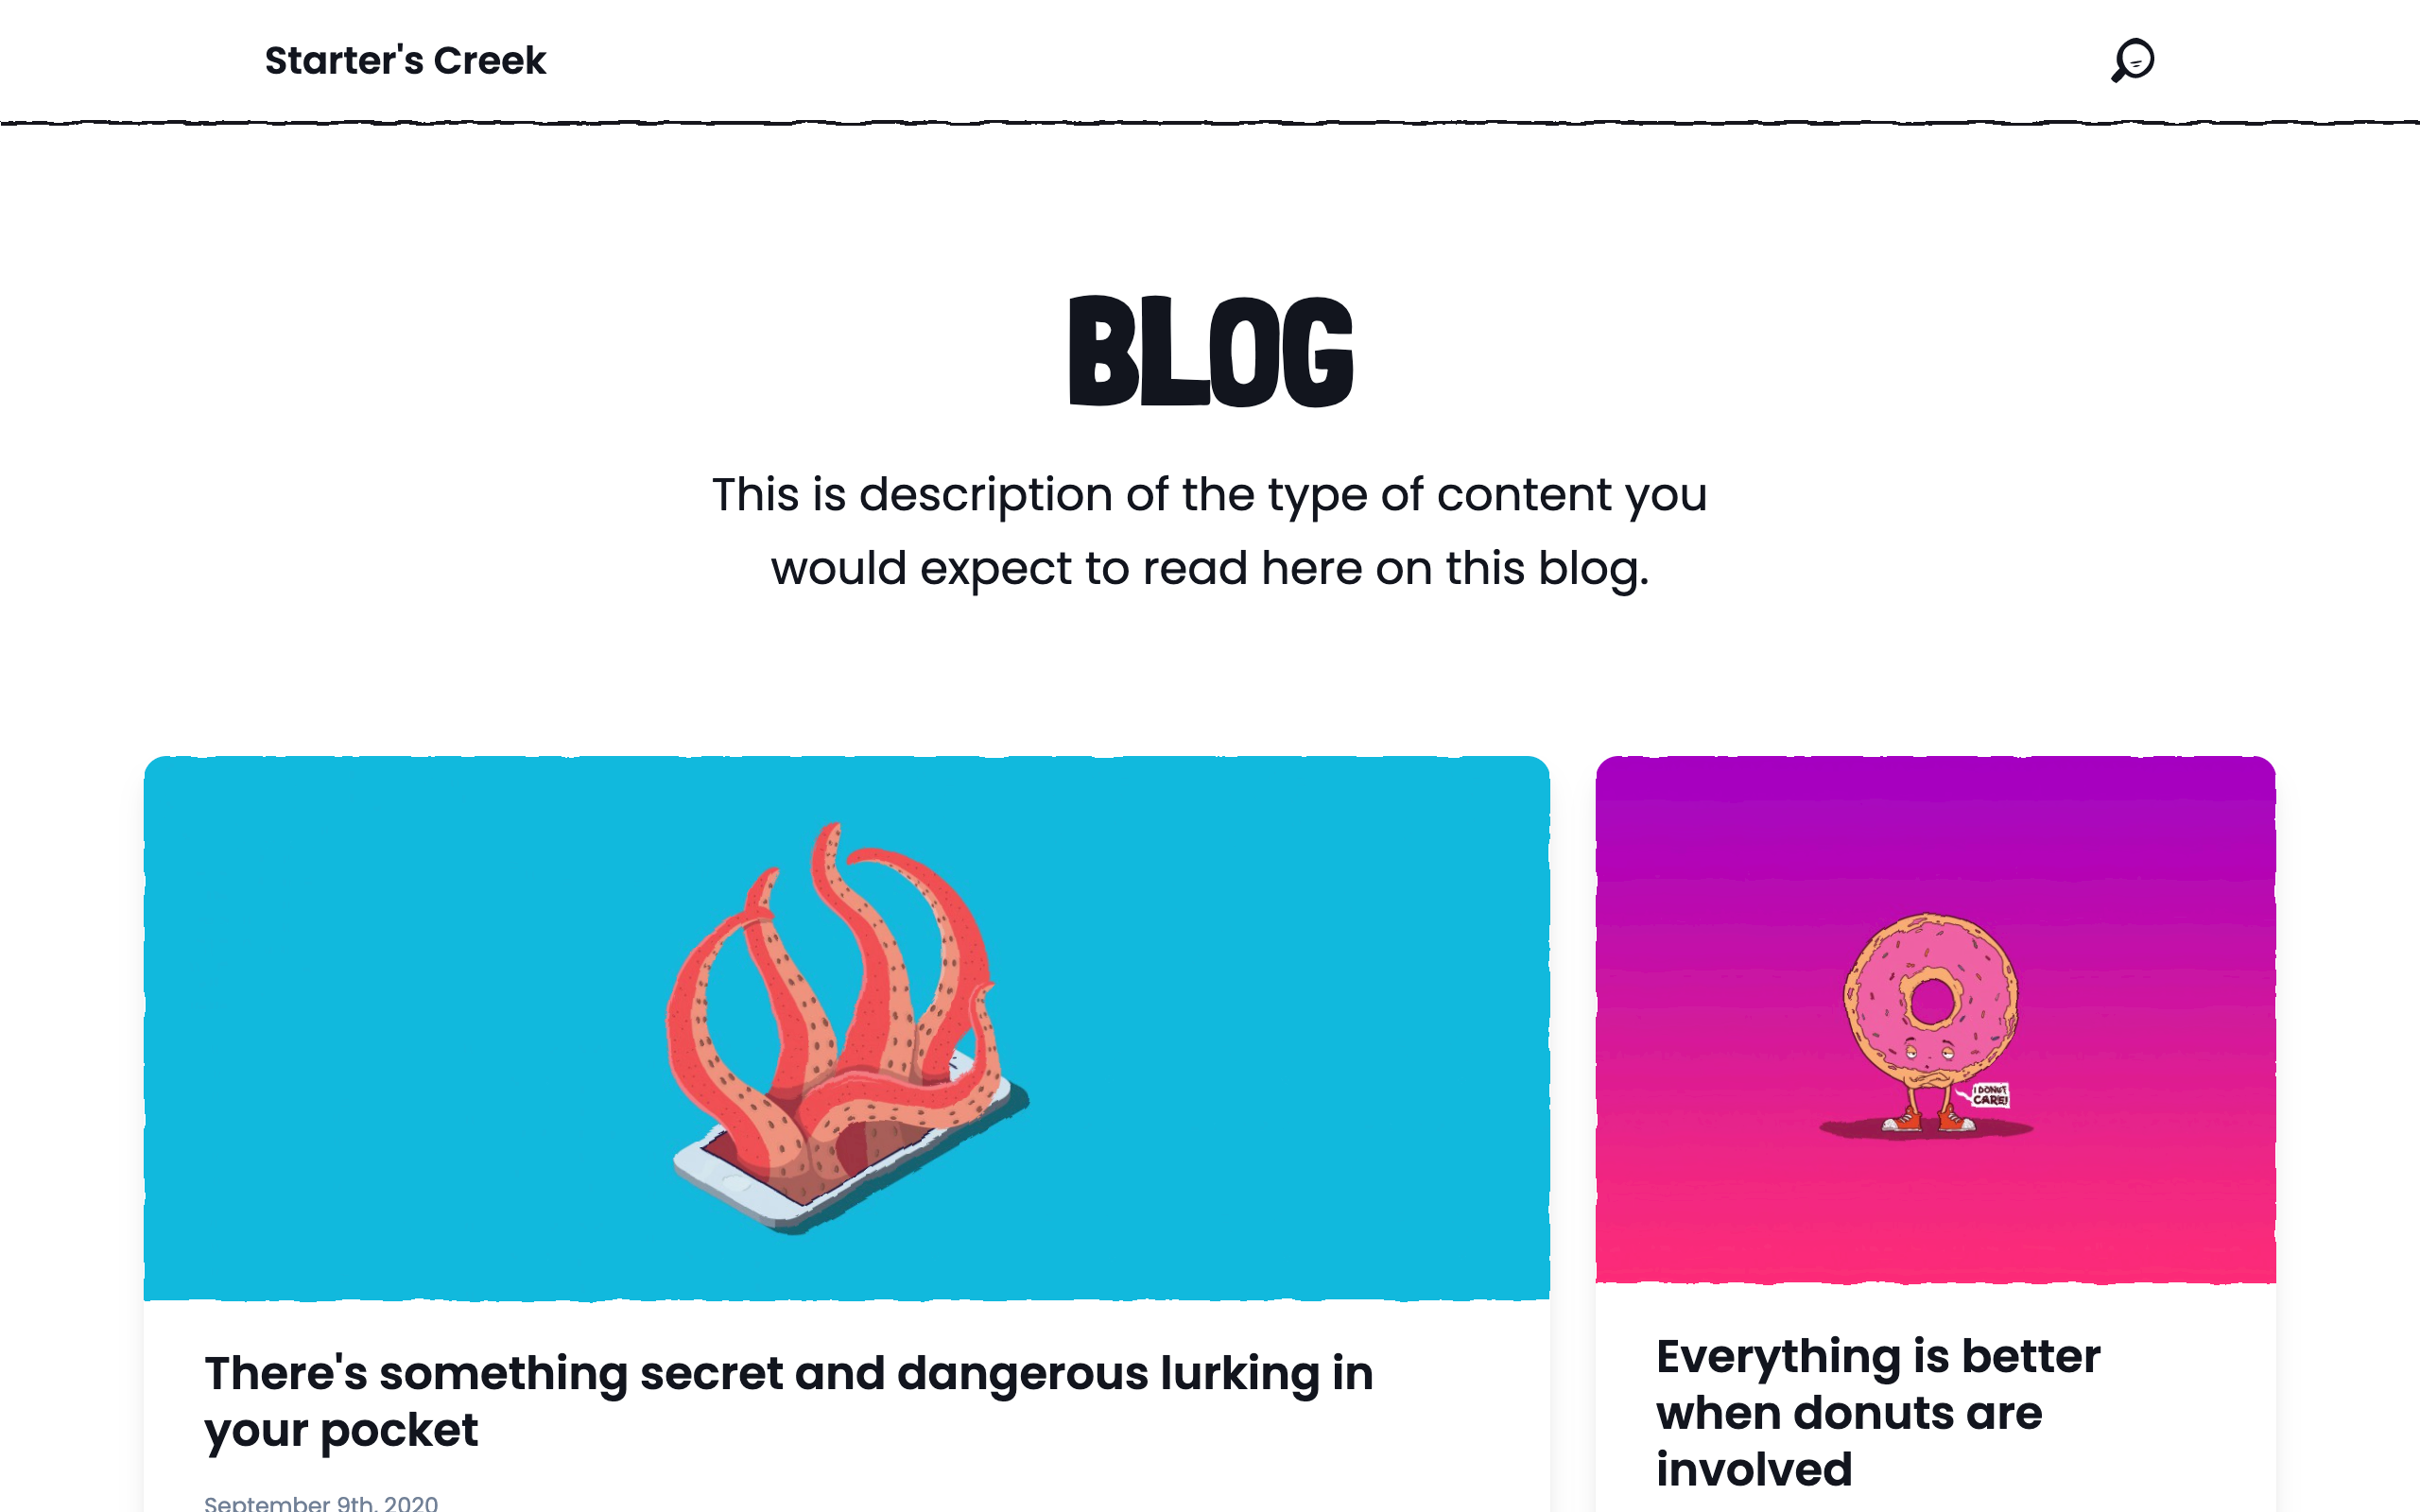 Starter's Creek
BLOG
This is description of the type of content you
would expect to read here on this blog.
I DONUT
CARE!
There's something secret and dangerous lurking in
your pocket
September 9th, 2020
Everything is better
when donuts are
involved